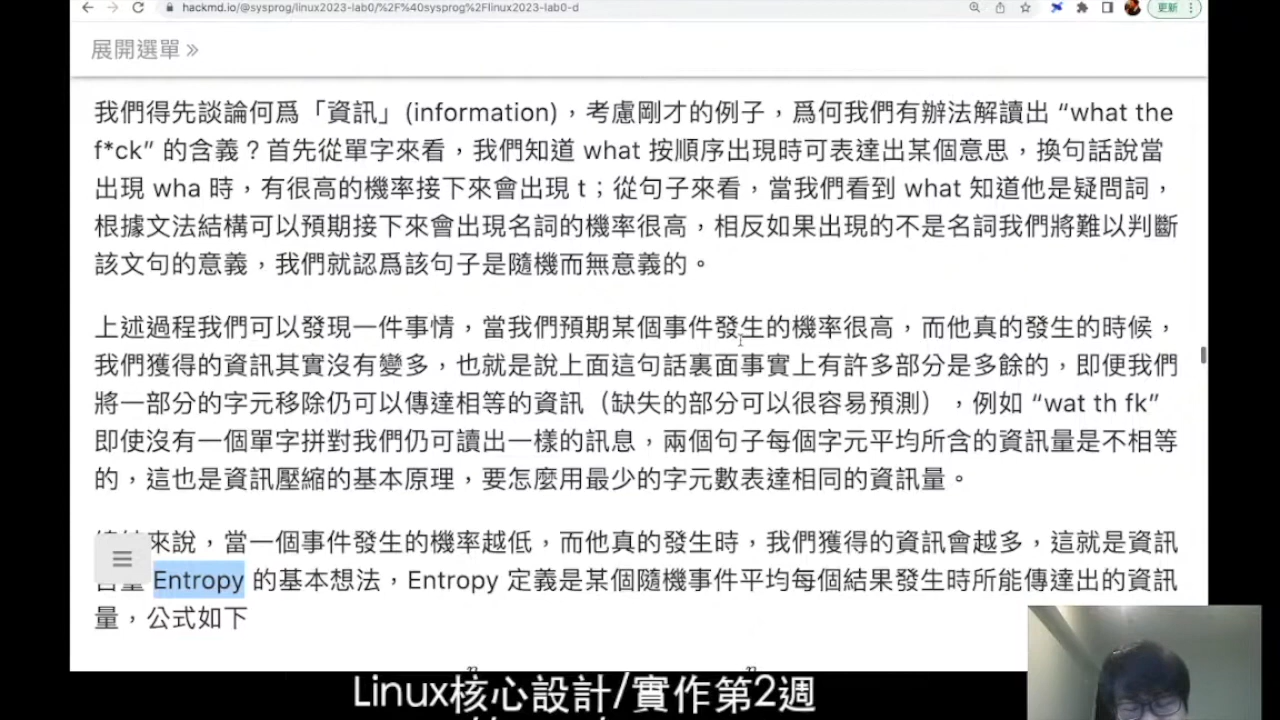 hackmd.io/@sysprog/linux2023-lab0/%2F%40sysprog%2Flinux2023-lab0-d
更新
展開選單 »
我們得先談論何爲「資訊」(information)，考慮剛才的例子，爲何我們有辦法解讀出 “what the
f*ck” 的含義？首先從單字來看，我們知道 what 按順序出現時可表達出某個意思，換句話說當
出現 wha 時，有很高的機率接下來會出現 t；從句子來看，當我們看到 what 知道他是疑問詞，
根據文法結構可以預期接下來會出現名詞的機率很高，相反如果出現的不是名詞我們將難以判斷
該文句的意義，我們就認爲該句子是隨機而無意義的。
上述過程我們可以發現一件事情，當我們預期某個事件發生的機率很高，而他真的發生的時候，
我們獲得的資訊其實沒有變多，也就是說上面這句話裏面事實上有許多部分是多餘的，即便我們
將一部分的字元移除仍可以傳達相等的資訊（缺失的部分可以很容易預測），例如 “wat th fk”
即使沒有一個單字拼對我們仍可讀出一樣的訊息，兩個句子每個字元平均所含的資訊量是不相等
的，這也是資訊壓縮的基本原理，要怎麼用最少的字元數表達相同的資訊量。
來說，當一個事件發生的機率越低，而他真的發生時，我們獲得的資訊會越多，這就是資訊
量 Entropy 的基本想法，Entropy 定義是某個隨機事件平均每個結果發生時所能傳達出的資訊
量，公式如下
Linux核心設計/實作第2週